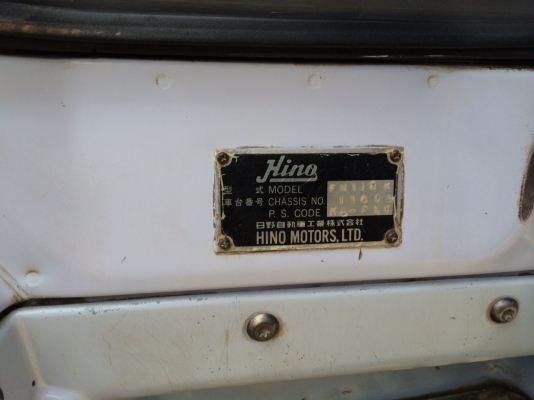 Hino
型 式 MODEL
車台番号 CHASSIS NO.
P. S. CODE
日野自動車工業株式会社
HINO MOTORS, LTD.